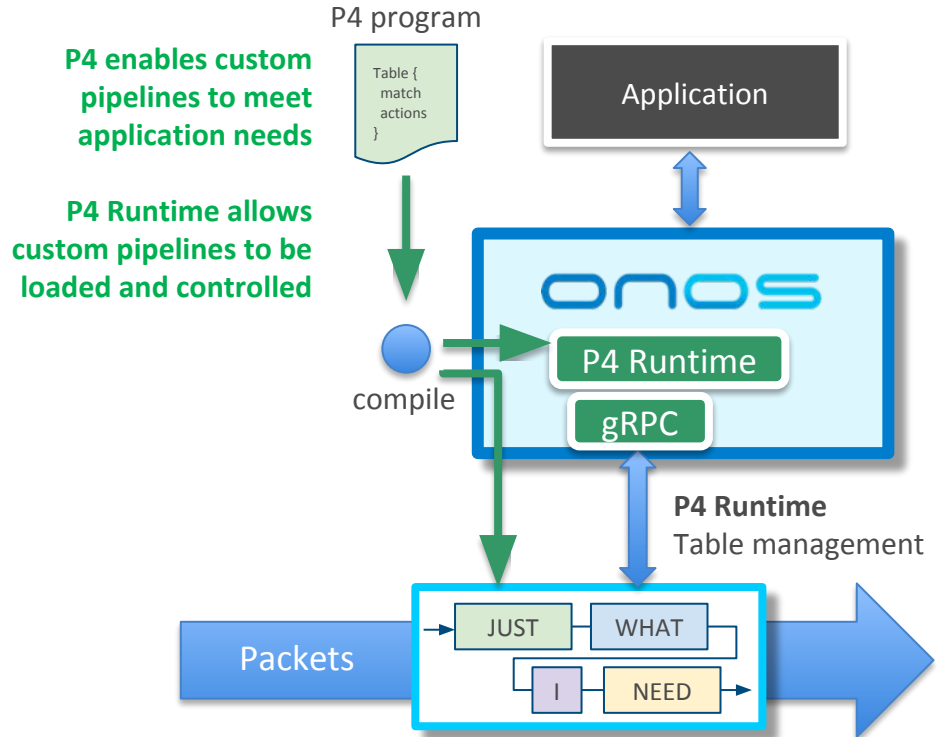 P4 program
P4 enables custom
pipelines to meet
application needs
Table {
match
actions
}
Application
P4 Runtime allows
custom pipelines to be
loaded and controlled
onos
P4 Runtime
compile
gRPC
P4 Runtime
Table management
Packets
JUST
WHAT
I
NEED